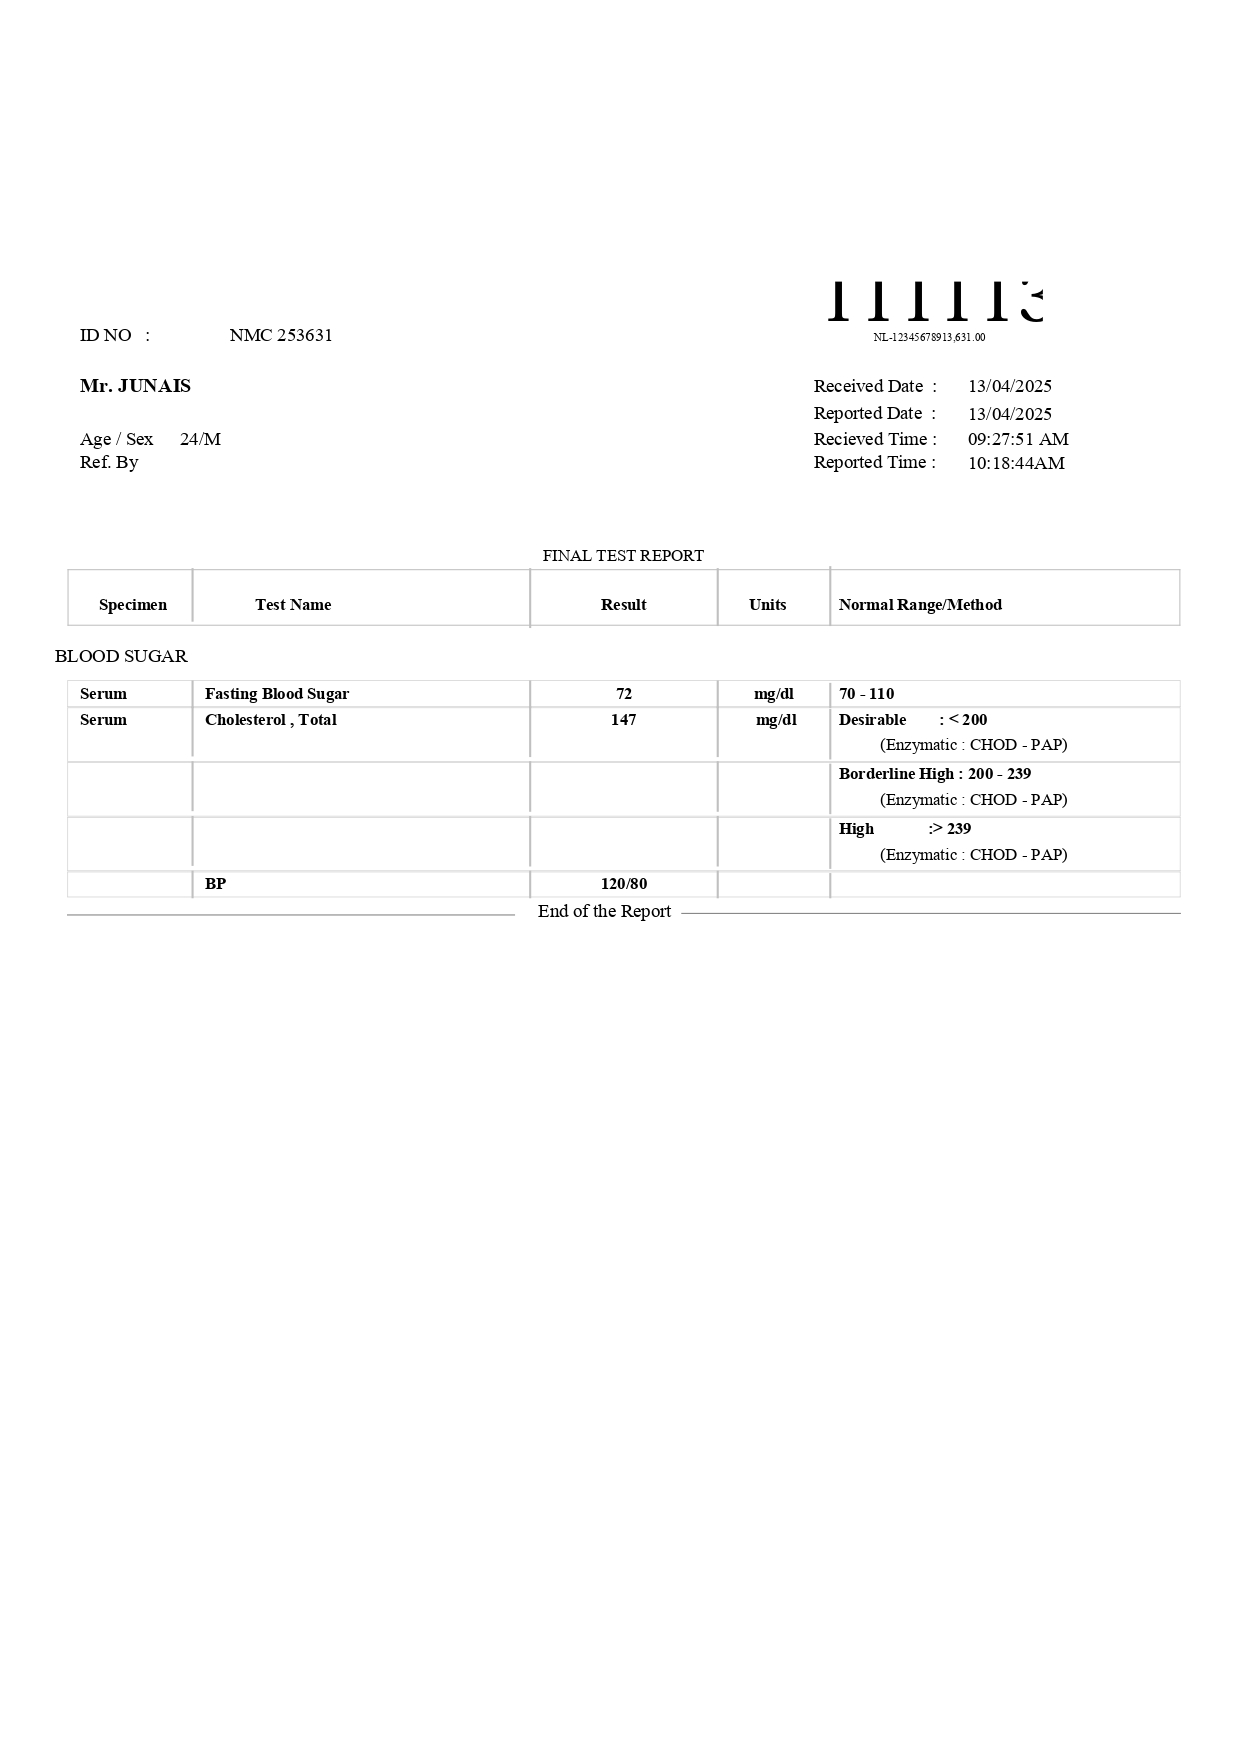 111113
NL-12345678913,631.00
ID NO : NMC 253631
Mr. JUNAIS
Received Date : 13/04/2025
Reported Date : 13/04/2025
Age / Sex 24/M
Recieved Time : 09:27:51 AM
Ref. By
Reported Time : 10:18:44AM
FINAL TEST REPORT
Specimen Test Name Result Units Normal Range/Method
BLOOD SUGAR
Serum Fasting Blood Sugar 72 mg/dl 70 - 110
Serum Cholesterol , Total 147 mg/dl Desirable : < 200
(Enzymatic : CHOD - PAP)
Borderline High : 200 - 239
(Enzymatic : CHOD - PAP)
High :> 239
(Enzymatic : CHOD - PAP)
BP 120/80
End of the Report